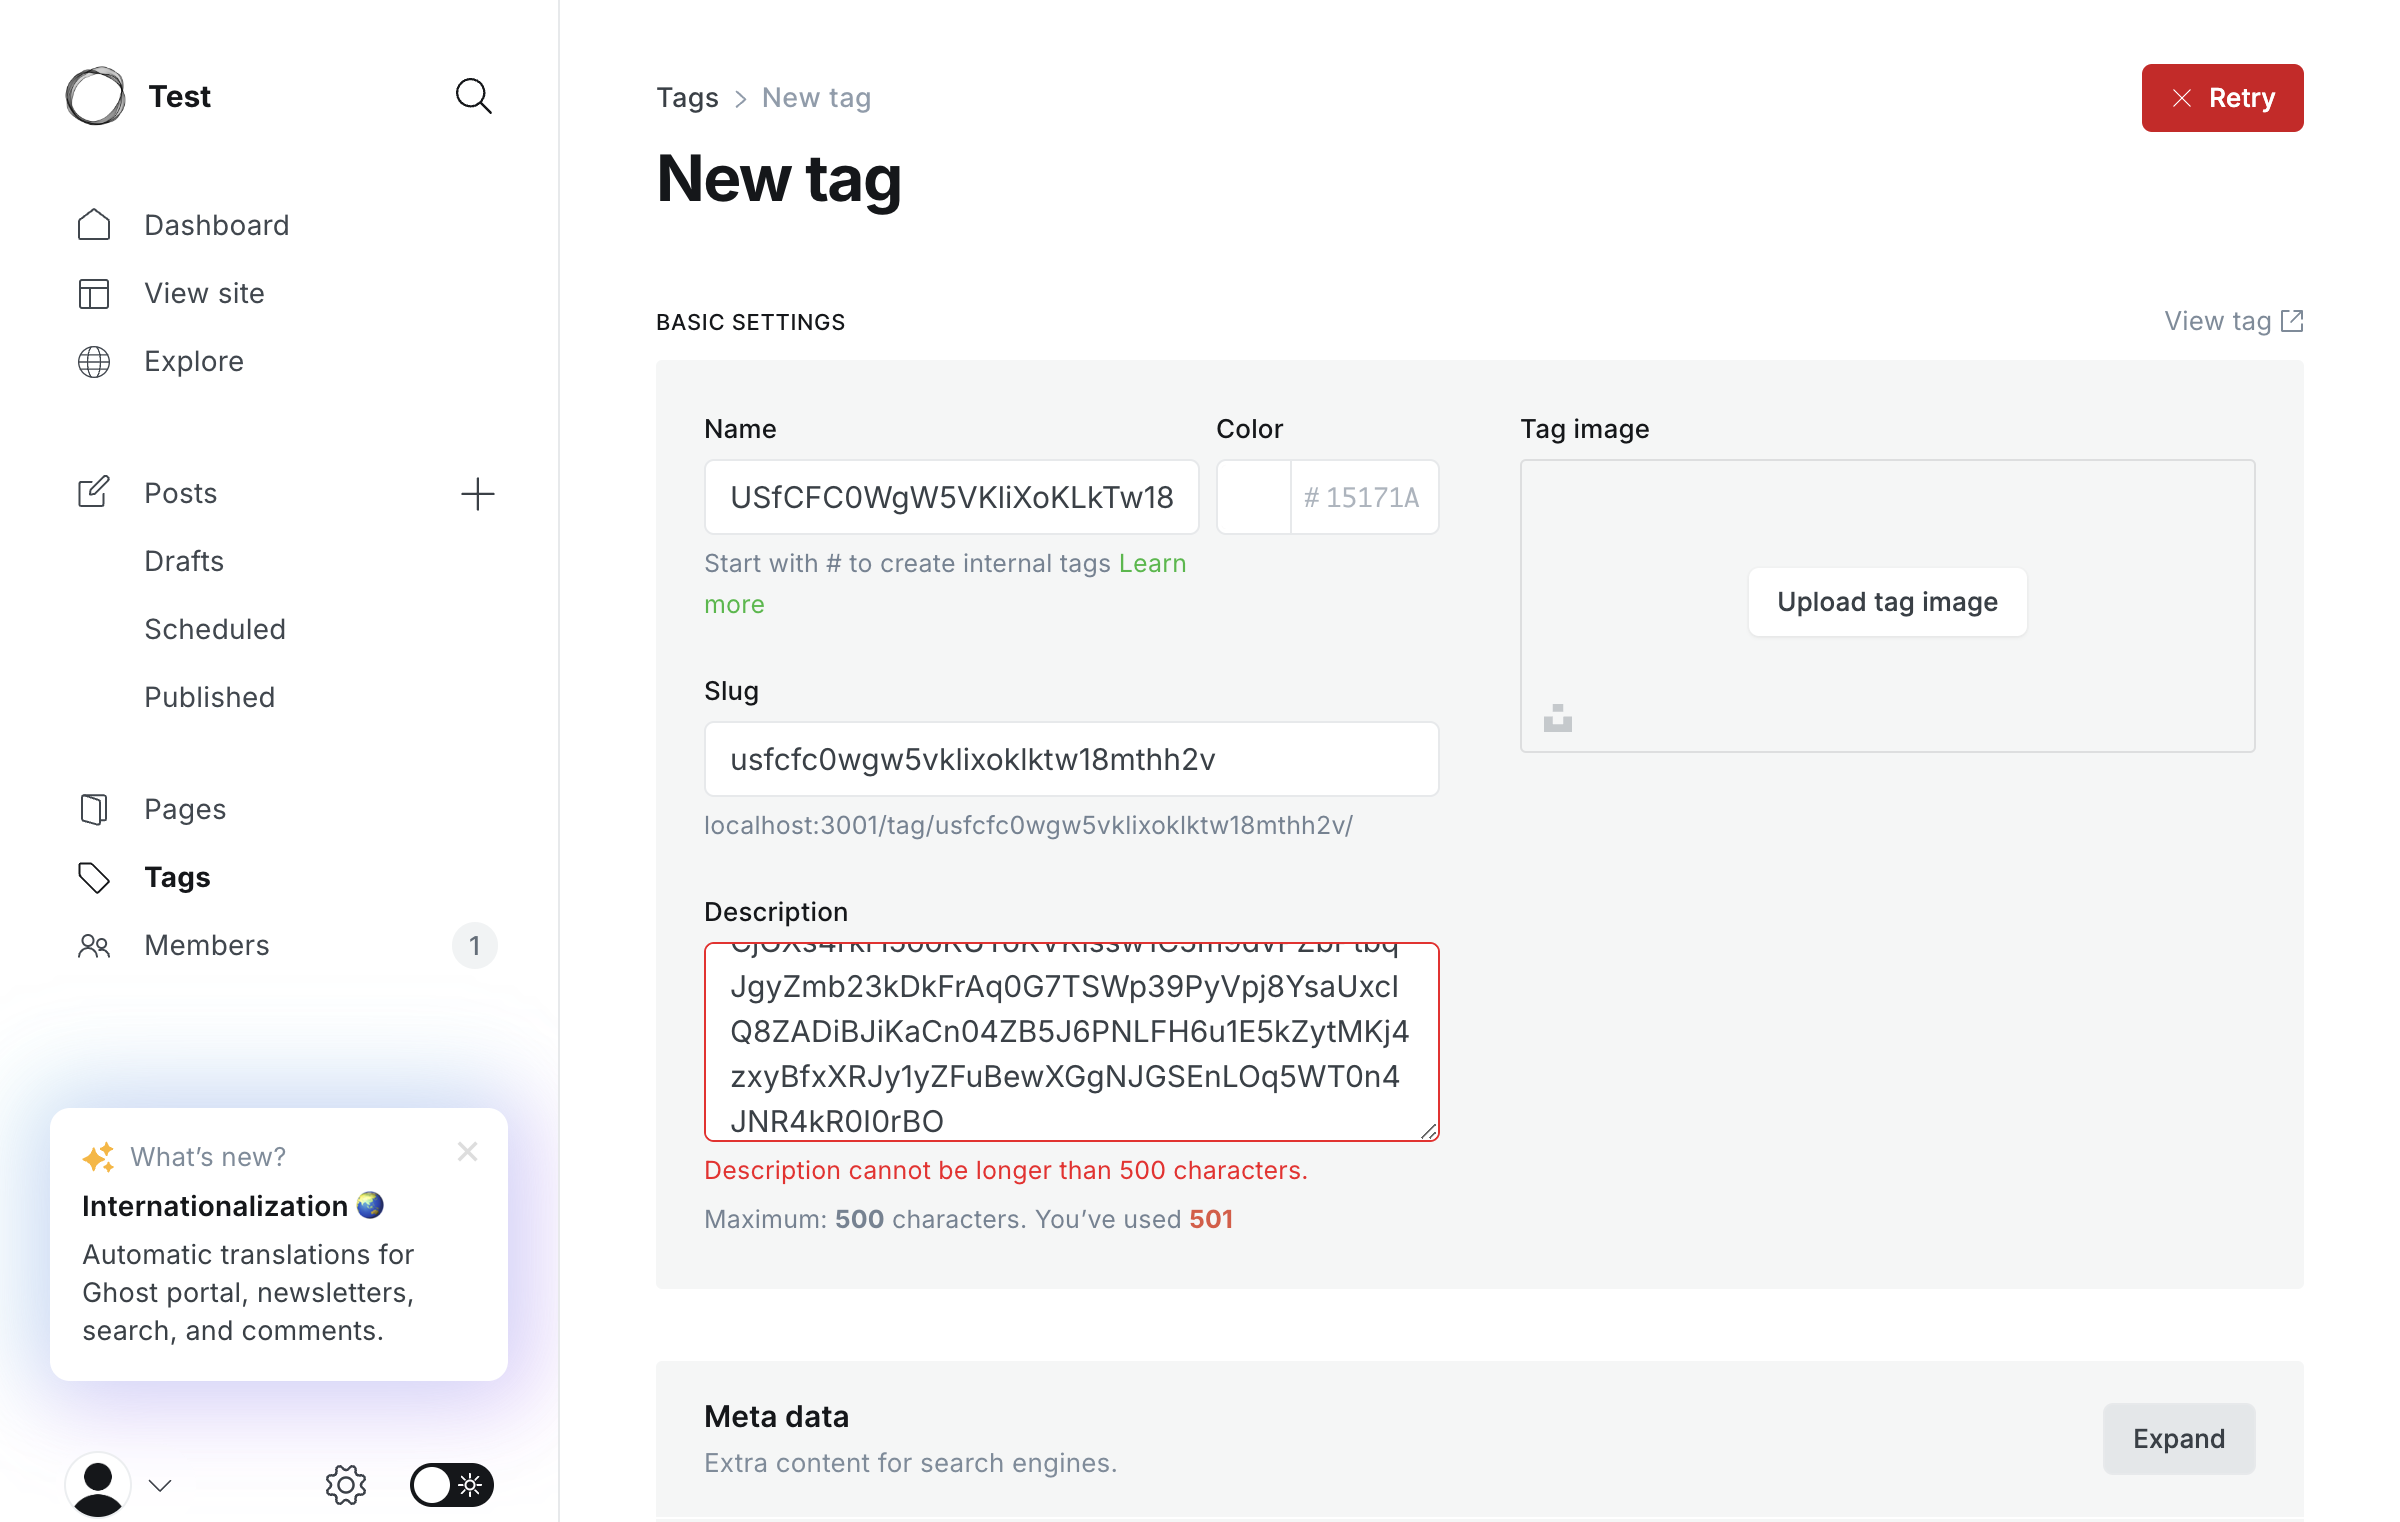 Test
Dashboard
View site
Explore
Posts
Drafts
Scheduled
Published
Pages
Tags
Members
1
What's new?
Internationalization 🌏
Automatic translations for
Ghost portal, newsletters,
search, and comments.
Tags > New tag
Retry
New tag
BASIC SETTINGS
View tag
Name
USfCFC0WgW5VKliXoKLkTw18
Start with # to create internal tags Learn
more
Color
# 15171A
Tag image
Upload tag image
Slug
usfcfc0wgw5vklixoklktw18mthh2v
localhost:3001/tag/usfcfc0wgw5vklixoklktw18mthh2v/
Description
JgyZmb23kDkFrAq0G7TSWp39PyVpj8YsaUxcI
Q8ZADiBJiKaCn04ZB5J6PNLFH6u1E5kZytMKj4
zxyBfxXRJy1yZFuBewXGgNJGSEnLOq5WT0n4
JNR4kR0I0rBO
Description cannot be longer than 500 characters.
Maximum: 500 characters. You've used 501
Meta data
Extra content for search engines.
Expand